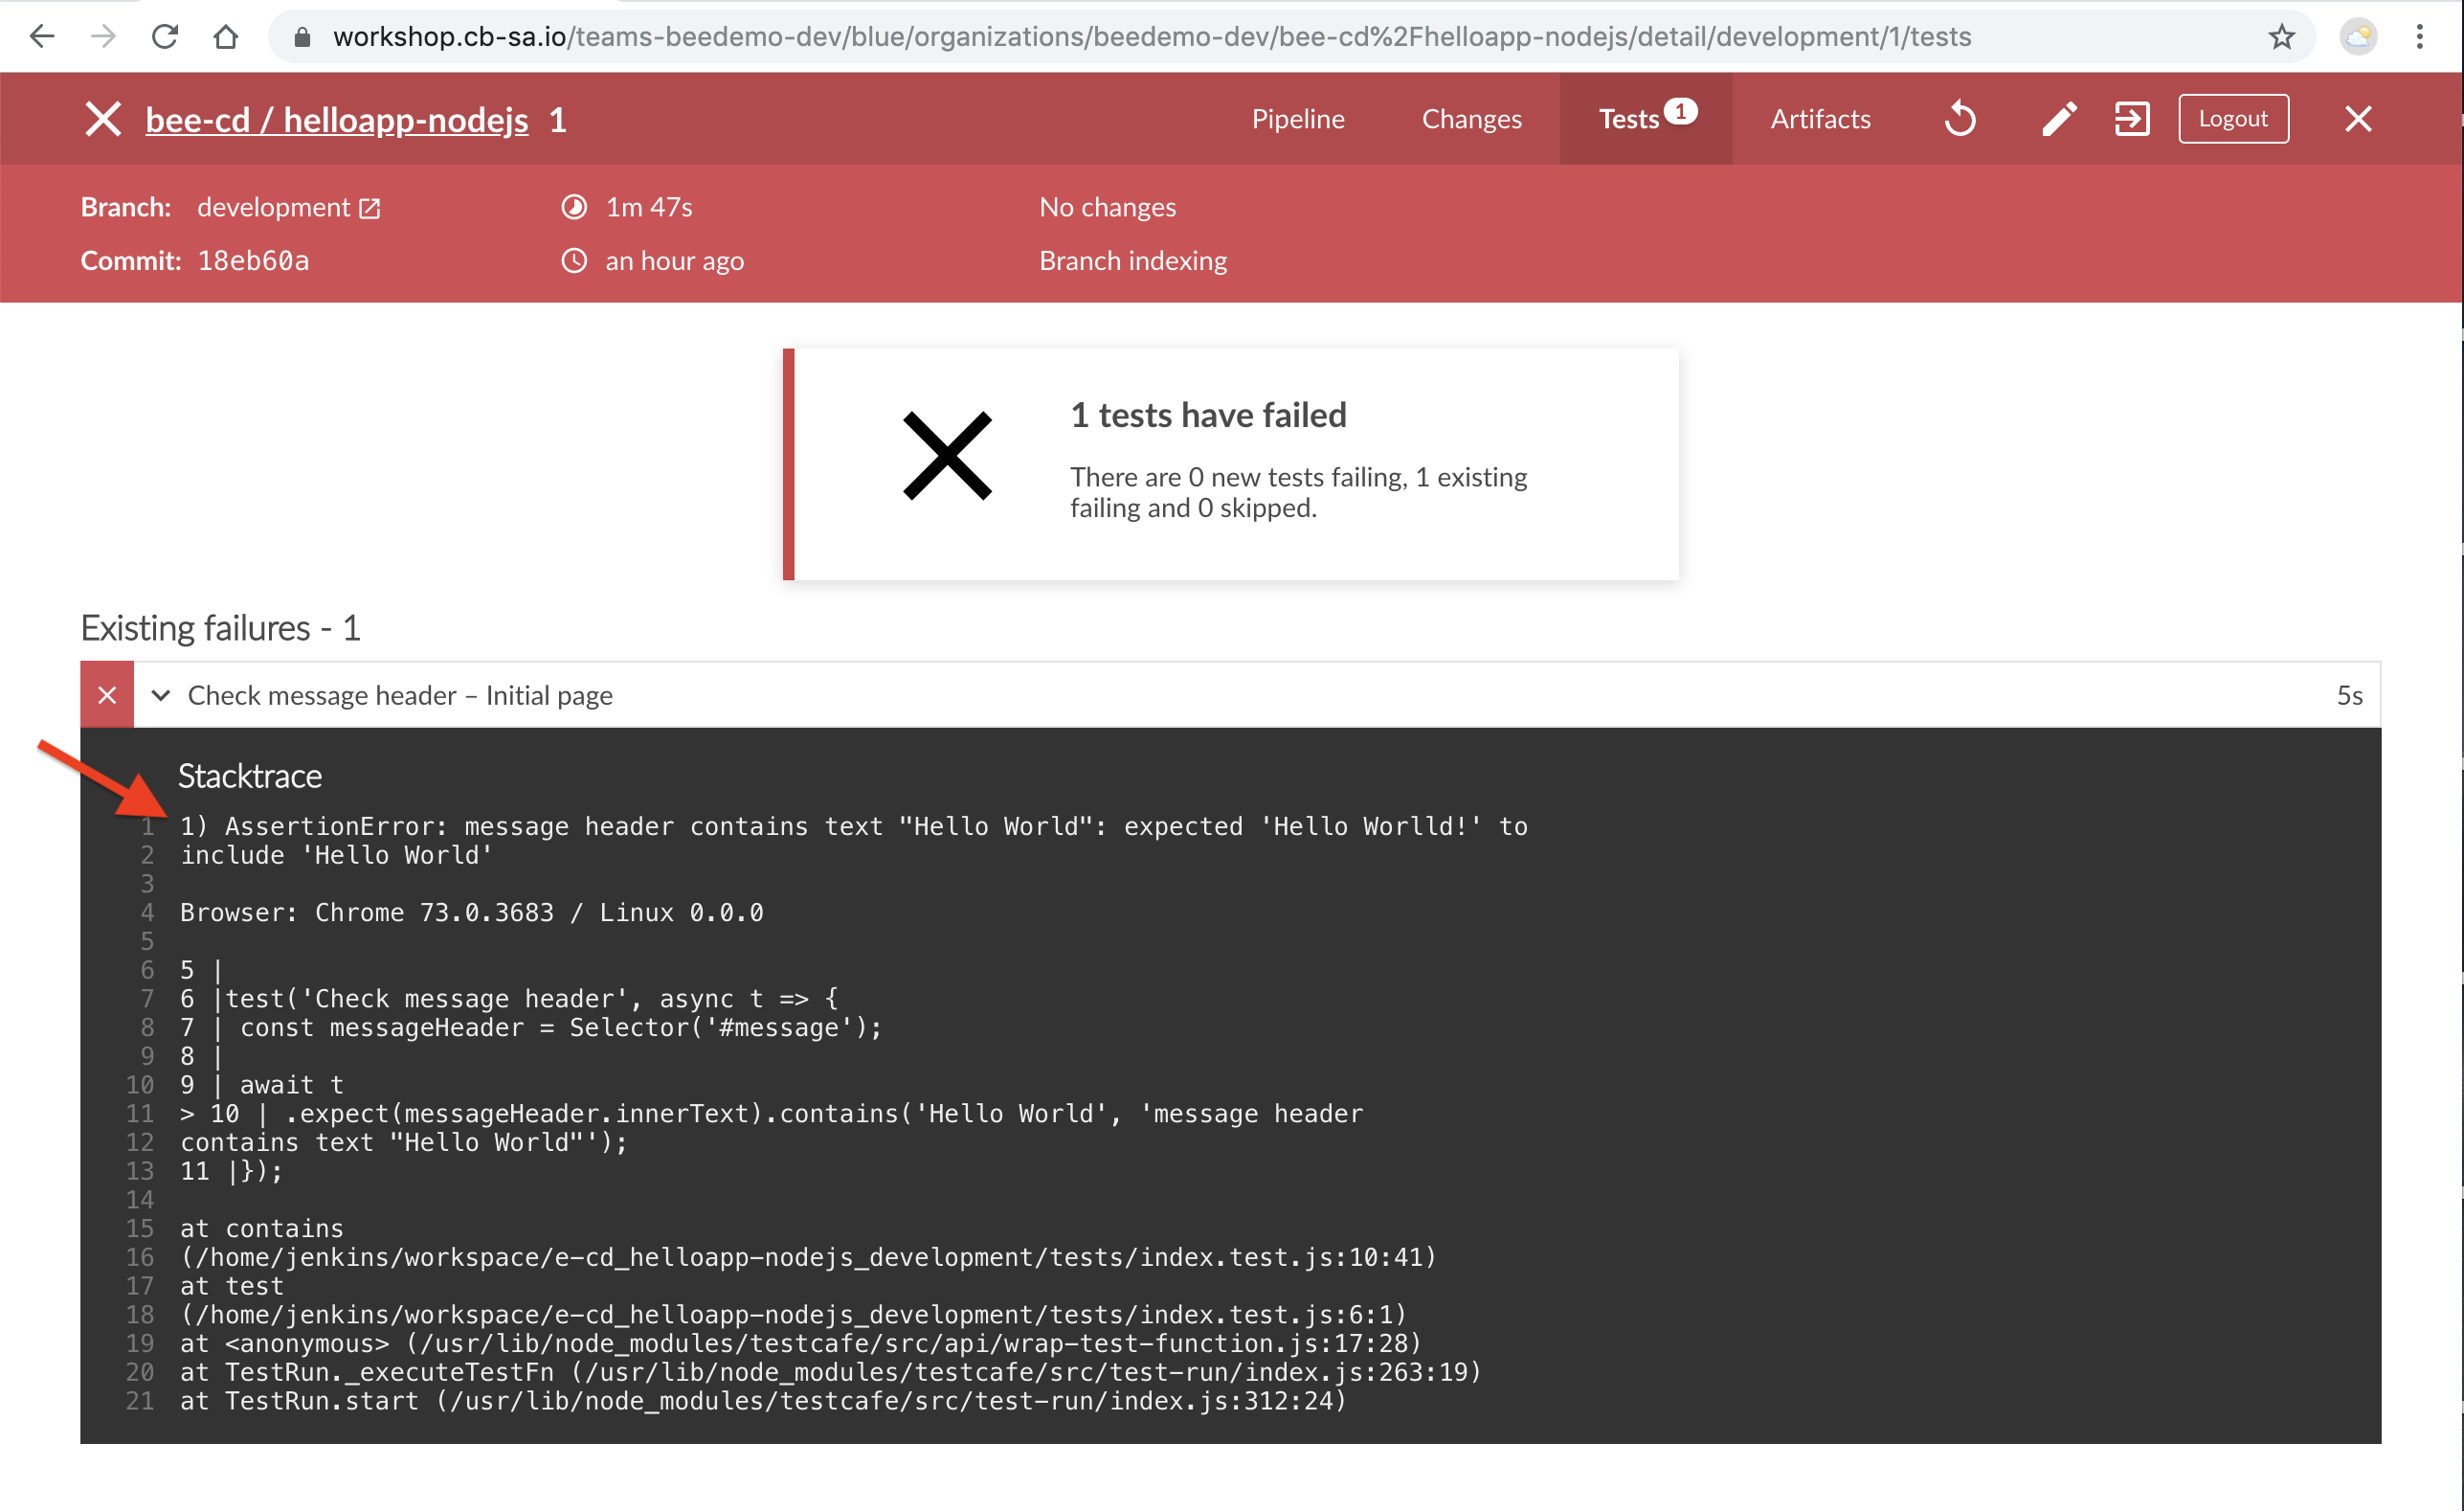 workshop.cb-sa.io/teams-beedemo-dev/blue/organizations/beedemo-dev/bee-cd%2Fhelloapp-nodejs/detail/development/1/tests
bee-cd / helloapp-nodejs 1 Pipeline Changes Tests 1 Artifacts Logout
Branch: development 1m 47s No changes
Commit: 18eb60a an hour ago Branch indexing
1 tests have failed
There are 0 new tests failing, 1 existing
failing and 0 skipped.
Existing failures - 1
Check message header – Initial page 5s
Stacktrace
1 1) AssertionError: message header contains text "Hello World": expected 'Hello Worlld!' to
2 include 'Hello World'
3
4 Browser: Chrome 73.0.3683 / Linux 0.0.0
5
6 5 |
7 6 |test('Check message header', async t => {
8 7 | const messageHeader = Selector('#message');
9 8 |
10 9 | await t
11 > 10 | .expect(messageHeader.innerText).contains('Hello World', 'message header
12 contains text "Hello World"');
13 11 |});
14
15 at contains
16 (/home/jenkins/workspace/e-cd_helloapp-nodejs_development/tests/index.test.js:10:41)
17 at test
18 (/home/jenkins/workspace/e-cd_helloapp-nodejs_development/tests/index.test.js:6:1)
19 at <anonymous> (/usr/lib/node_modules/testcafe/src/api/wrap-test-function.js:17:28)
20 at TestRun._executeTestFn (/usr/lib/node_modules/testcafe/src/test-run/index.js:263:19)
21 at TestRun.start (/usr/lib/node_modules/testcafe/src/test-run/index.js:312:24)